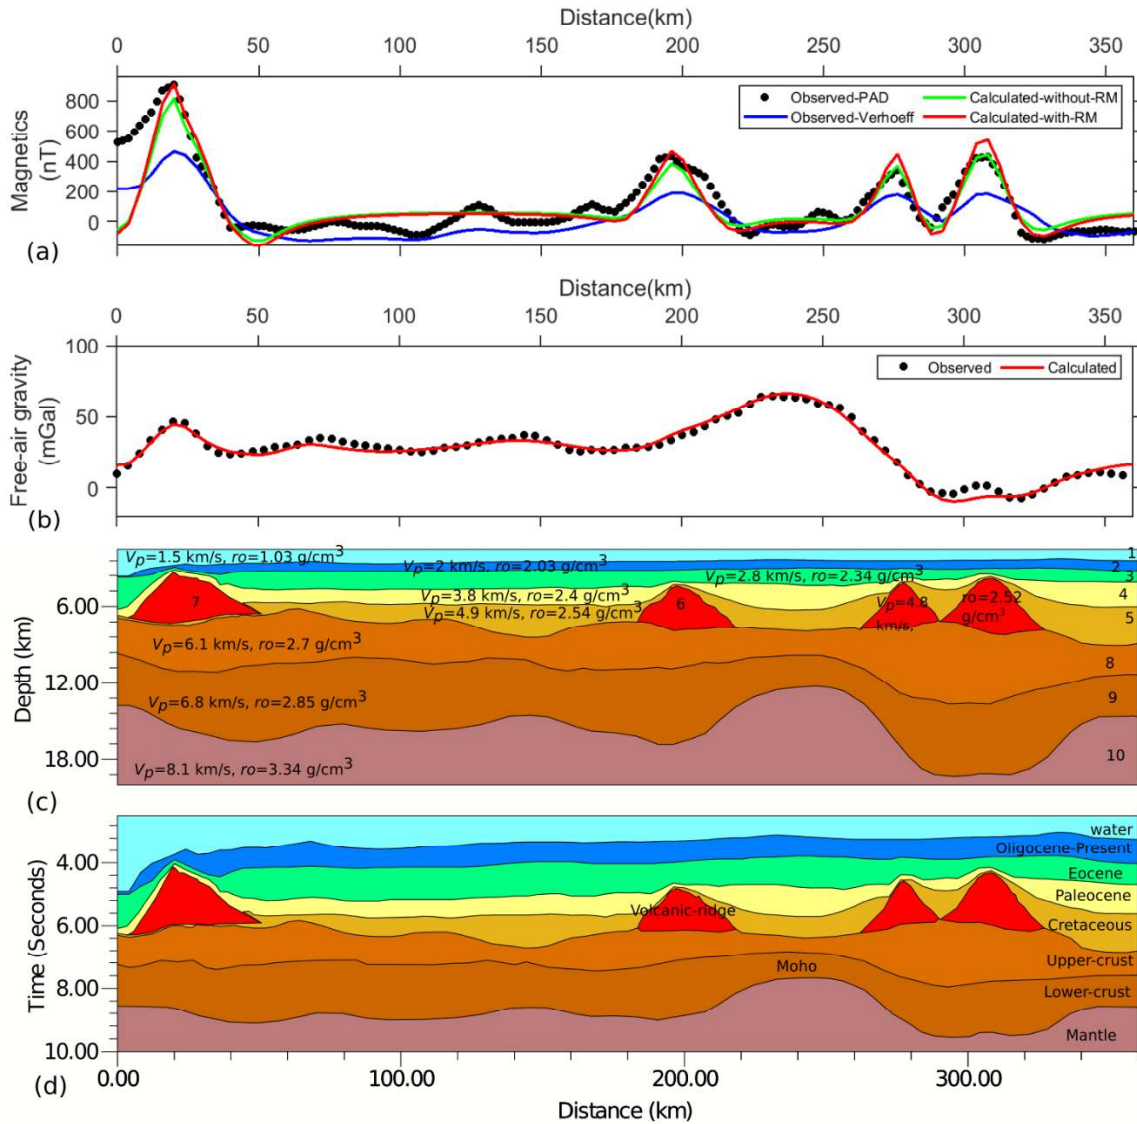 Distance(km)
0 50 100 150 200 250 300 350
800
600
400
200
0
Magnetics
(nT)
Observed-PAD
Calculated-without-RM
Observed-Verhoeff
Calculated-with-RM
(a)
Distance(km)
0 50 100 150 200 250 300 350
100
50
0
Free-air gravity
(mGal)
Observed
Calculated
(b)
Vp=1.5 km/s, ro=1.03 g/cm3
1
Vp=2 km/s, ro=2.03 g/cm3
2
Vp=2.8 km/s, ro=2.34 g/cm3
3
Vp=3.8 km/s, ro=2.4 g/cm3
4
Vp=4.9 km/s, ro=2.54 g/cm3
5
7
6
Vp=4.8
km/s,
ro=2.52
g/cm3
Vp=6.1 km/s, ro=2.7 g/cm3
8
Vp=6.8 km/s, ro=2.85 g/cm3
9
Vp=8.1 km/s, ro=3.34 g/cm3
10
6.00
12.00
18.00
Depth (km)
(c)
water
Oligocene-Present
Eocene
Paleocene
Volcanic-ridge
Cretaceous
Upper-crust
Moho
Lower-crust
Mantle
4.00
6.00
8.00
10.00
Time (Seconds)
(d)
0.00 100.00 200.00 300.00
Distance (km)